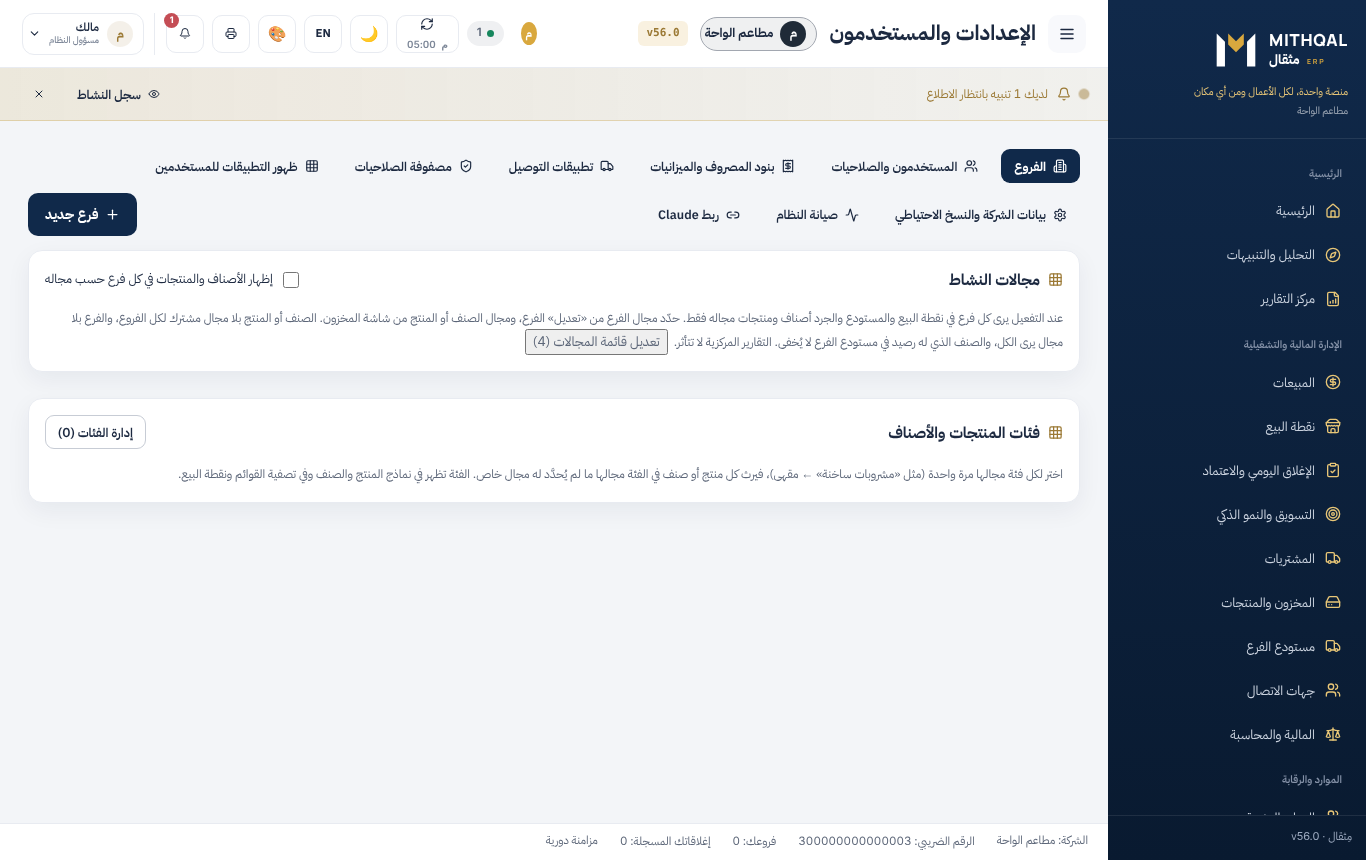 MITHQAL
مثقال ERP
منصة واحدة، لكل الأعمال ومن أي مكان
مطاعم الواحة
الرئيسية
الرئيسية
التحليل والتنبيهات
مركز التقارير
الإدارة المالية والتشغيلية
المبيعات
نقطة البيع
الإغلاق اليومي والاعتماد
التسويق والنمو الذكي
المشتريات
المخزون والمنتجات
مستودع الفرع
جهات الاتصال
المالية والمحاسبة
الموارد والرقابة
مثقال · v56.0
الإعدادات والمستخدمون
م مطاعم الواحة
v56.0
م
1
05:00 م
EN
1
م
مالك
مسؤول النظام
لديك 1 تنبيه بانتظار الاطلاع
سجل النشاط
الفروع
المستخدمون والصلاحيات
بنود المصروف والميزانيات
تطبيقات التوصيل
مصفوفة الصلاحيات
ظهور التطبيقات للمستخدمين
بيانات الشركة والنسخ الاحتياطي
صيانة النظام
ربط Claude
فرع جديد
مجالات النشاط
إظهار الأصناف والمنتجات في كل فرع حسب مجاله
عند التفعيل يرى كل فرع في نقطة البيع والمستودع والجرد أصناف ومنتجات مجاله فقط. حدّد مجال الفرع من «تعديل» الفرع، ومجال الصنف أو المنتج من شاشة المخزون. الصنف أو المنتج بلا مجال مشترك لكل الفروع، والفرع بلا
مجال يرى الكل، والصنف الذي له رصيد في مستودع الفرع لا يُخفى. التقارير المركزية لا تتأثر. تعديل قائمة المجالات (4)
فئات المنتجات والأصناف
إدارة الفئات (0)
اختر لكل فئة مجالها مرة واحدة (مثل «مشروبات ساخنة» ← مقهى)، فيرث كل منتج أو صنف في الفئة مجالها ما لم يُحدَّد له مجال خاص. الفئة تظهر في نماذج المنتج والصنف وفي تصفية القوائم ونقطة البيع.
الشركة: مطاعم الواحة
الرقم الضريبي: 300000000000003
فروعك: 0
إغلاقاتك المسجلة: 0
مزامنة دورية